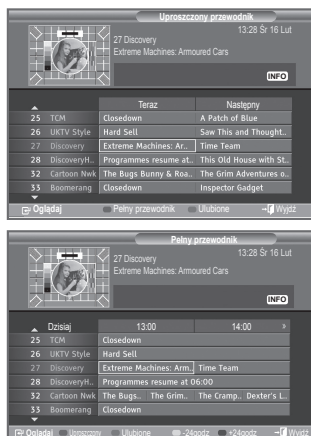 Uproszczony przewodnik
13:28 Śr 16 Lut
27 Discovery
Extreme Machines: Armoured Cars
INFO
Teraz Następny
25 TCM Closedown A Patch of Blue
26 UKTV Style Hard Sell Saw This and Thought..
27 Discovery Extreme Machines: Ar.. Time Team
28 DiscoveryH.. Programmes resume at.. This Old House with St..
32 Cartoon Nwk The Bugs Bunny & Roa.. The Grim Adventures o..
33 Boomerang Closedown Inspector Gadget
Oglądaj Pełny przewodnik Ulubione Wyjdź
Pełny przewodnik
13:28 Śr 16 Lut
27 Discovery
Extreme Machines: Armoured Cars
INFO
Dzisiaj 13:00 14:00 »
25 TCM Closedown
26 UKTV Style Hard Sell
27 Discovery Extreme Machines: Arm.. Time Team
28 DiscoveryH.. Programmes resume at 06:00
32 Cartoon Nwk The Bugs.. The Grim.. The Cramp.. Dexter's L..
33 Boomerang Closedown
Oglądaj Uproszczony Ulubione -24godz +24godz Wyjdź